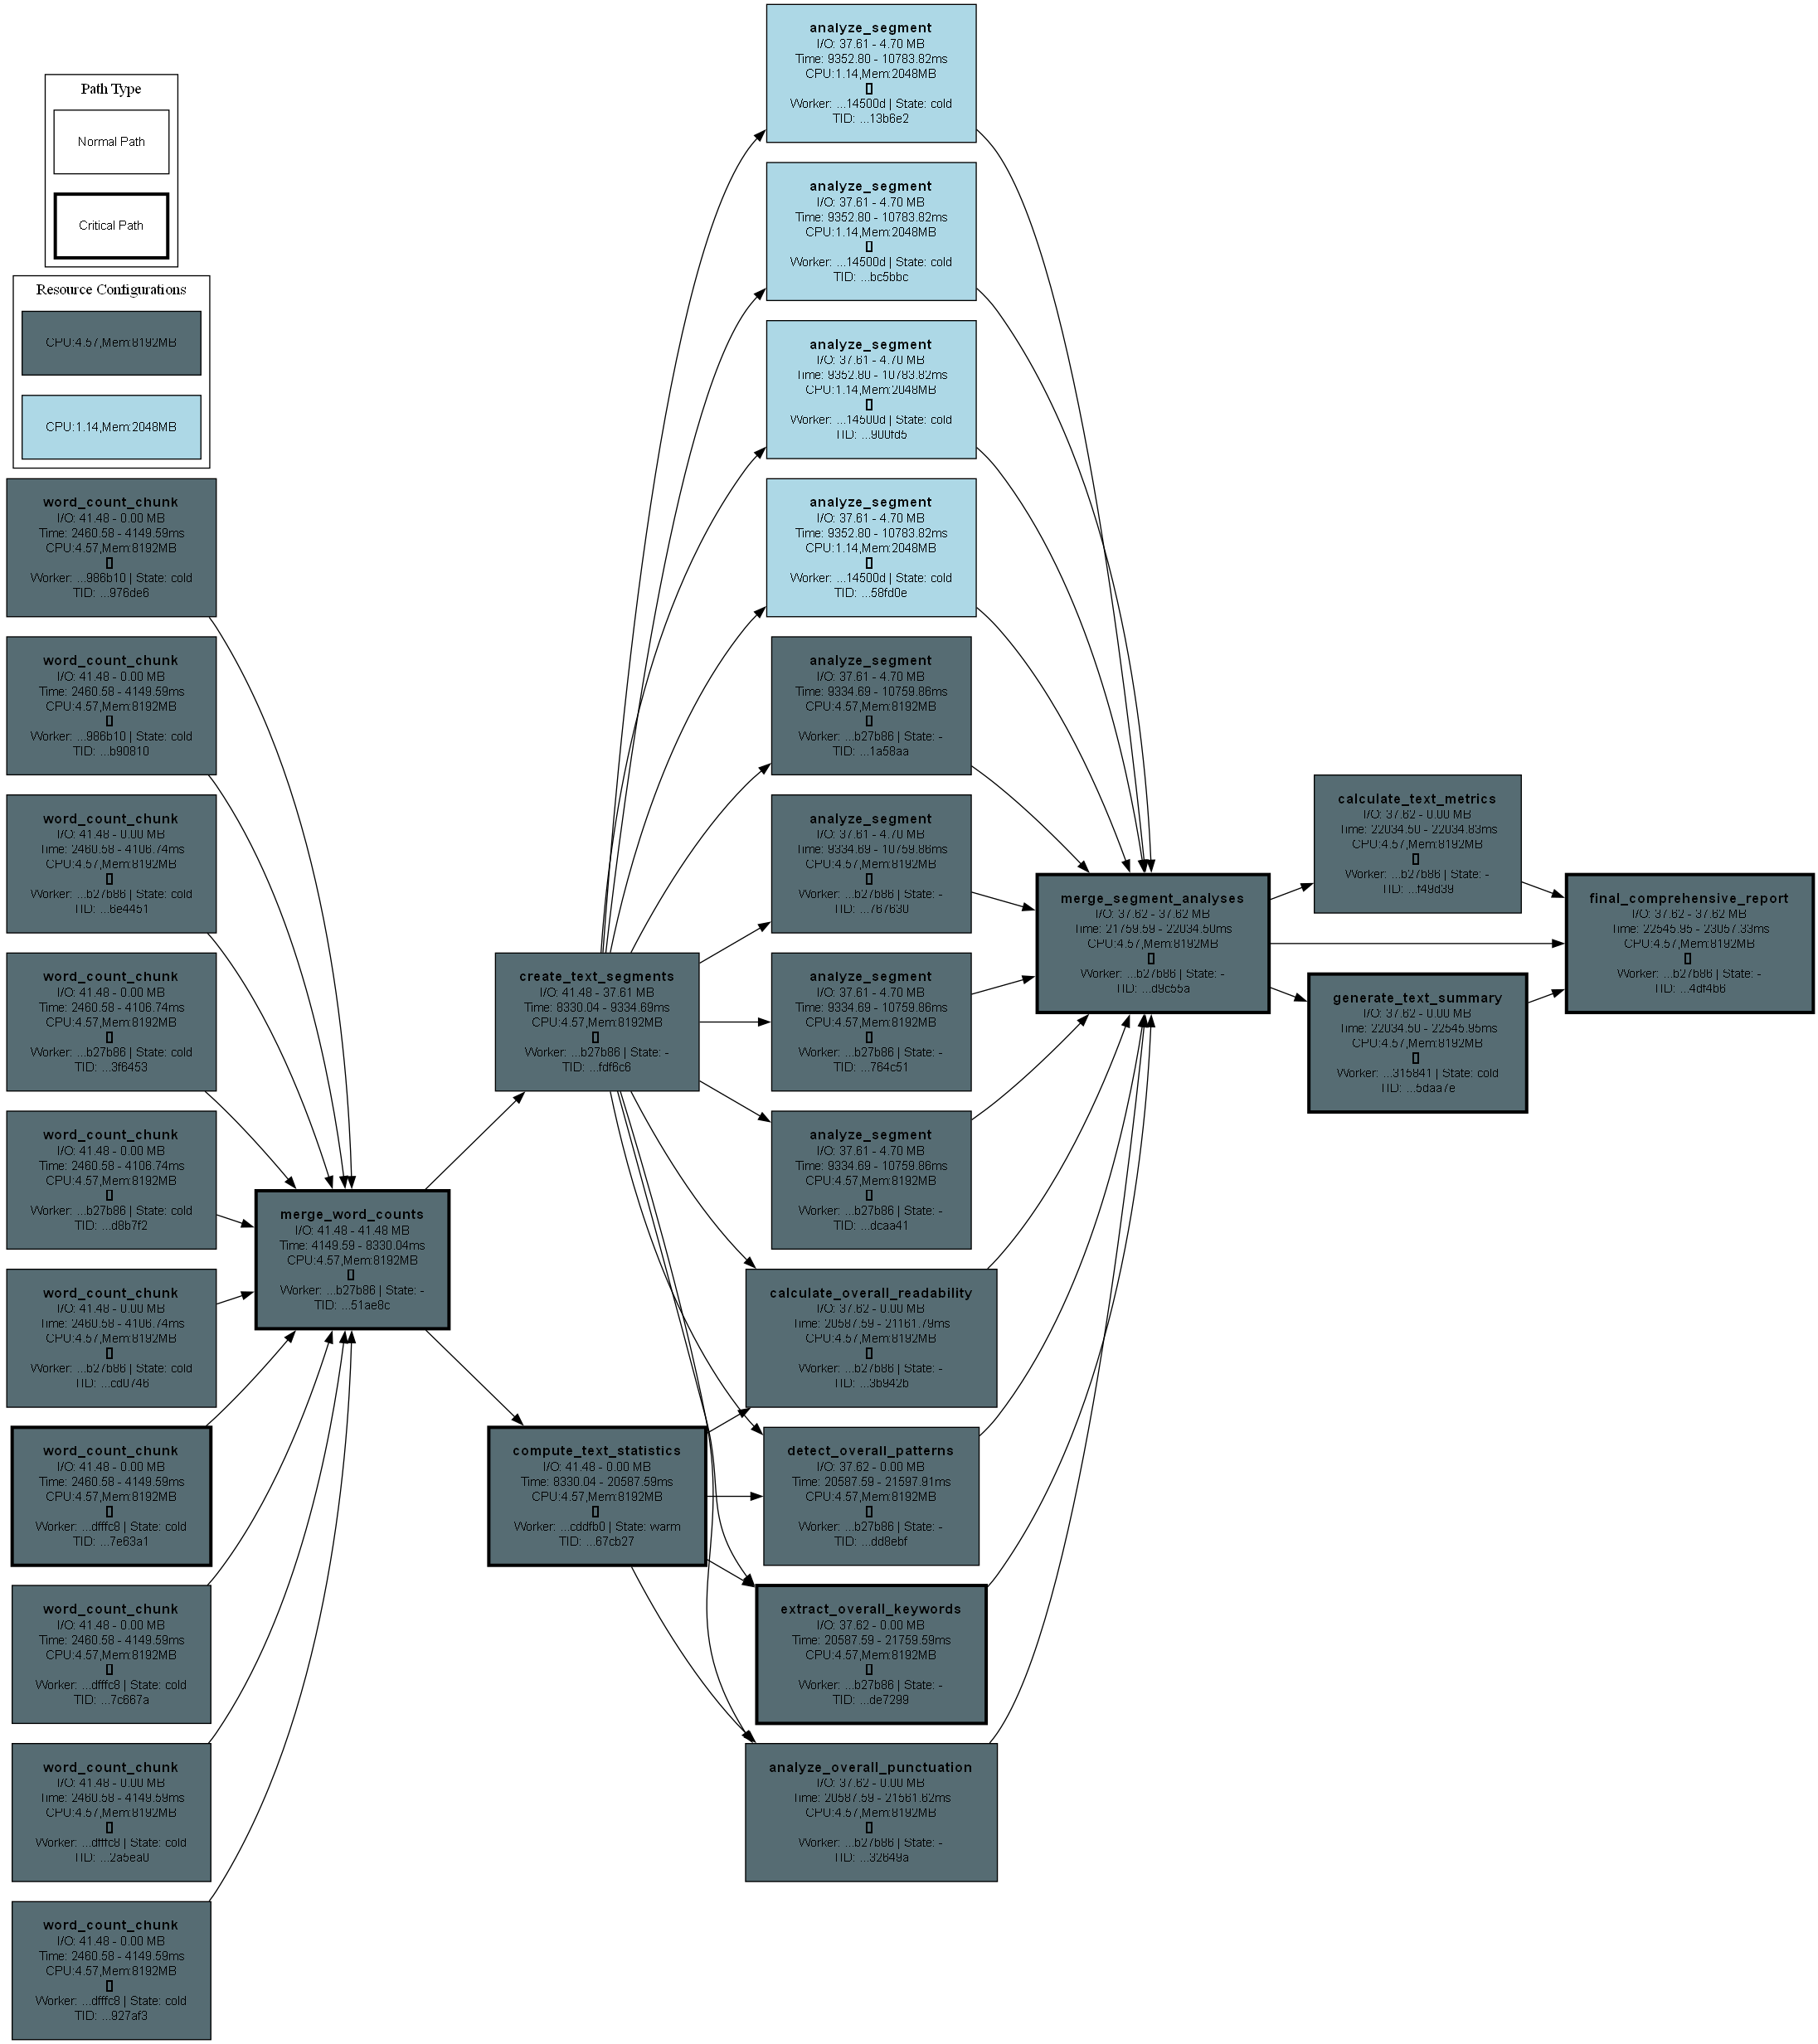 Path Type
Normal Path
Critical Path
Resource Configurations
CPU:4.57,Mem:8192MB
CPU:1.14,Mem:2048MB
word_count_chunk
I/O: 41.48 - 0.00 MB
Time: 2460.58 - 4149.59ms
CPU:4.57,Mem:8192MB
[]
Worker: ...986b10 | State: cold
TID: ...976de6
word_count_chunk
I/O: 41.48 - 0.00 MB
Time: 2460.58 - 4149.59ms
CPU:4.57,Mem:8192MB
[]
Worker: ...986b10 | State: cold
TID: ...b90810
word_count_chunk
I/O: 41.48 - 0.00 MB
Time: 2460.58 - 4106.74ms
CPU:4.57,Mem:8192MB
[]
Worker: ...b27b86 | State: cold
TID: ...6e4451
word_count_chunk
I/O: 41.48 - 0.00 MB
Time: 2460.58 - 4106.74ms
CPU:4.57,Mem:8192MB
[]
Worker: ...b27b86 | State: cold
TID: ...3f6453
word_count_chunk
I/O: 41.48 - 0.00 MB
Time: 2460.58 - 4106.74ms
CPU:4.57,Mem:8192MB
[]
Worker: ...b27b86 | State: cold
TID: ...d8b7f2
word_count_chunk
I/O: 41.48 - 0.00 MB
Time: 2460.58 - 4106.74ms
CPU:4.57,Mem:8192MB
[]
Worker: ...b27b86 | State: cold
TID: ...cd0746
word_count_chunk
I/O: 41.48 - 0.00 MB
Time: 2460.58 - 4149.59ms
CPU:4.57,Mem:8192MB
[]
Worker: ...dfffc8 | State: cold
TID: ...7e63a1
word_count_chunk
I/O: 41.48 - 0.00 MB
Time: 2460.58 - 4149.59ms
CPU:4.57,Mem:8192MB
[]
Worker: ...dfffc8 | State: cold
TID: ...7c667a
word_count_chunk
I/O: 41.48 - 0.00 MB
Time: 2460.58 - 4149.59ms
CPU:4.57,Mem:8192MB
[]
Worker: ...dfffc8 | State: cold
TID: ...2a5ea0
word_count_chunk
I/O: 41.48 - 0.00 MB
Time: 2460.58 - 4149.59ms
CPU:4.57,Mem:8192MB
[]
Worker: ...dfffc8 | State: cold
TID: ...927af3
merge_word_counts
I/O: 41.48 - 41.48 MB
Time: 4149.59 - 8330.04ms
CPU:4.57,Mem:8192MB
[]
Worker: ...b27b86 | State: -
TID: ...51ae8c
create_text_segments
I/O: 41.48 - 37.61 MB
Time: 8330.04 - 9334.69ms
CPU:4.57,Mem:8192MB
[]
Worker: ...b27b86 | State: -
TID: ...fdf6c6
compute_text_statistics
I/O: 41.48 - 0.00 MB
Time: 8330.04 - 20587.59ms
CPU:4.57,Mem:8192MB
[]
Worker: ...cddfb0 | State: warm
TID: ...67cb27
analyze_segment
I/O: 37.61 - 4.70 MB
Time: 9352.80 - 10783.82ms
CPU:1.14,Mem:2048MB
[]
Worker: ...14500d | State: cold
TID: ...13b6e2
analyze_segment
I/O: 37.61 - 4.70 MB
Time: 9352.80 - 10783.82ms
CPU:1.14,Mem:2048MB
[]
Worker: ...14500d | State: cold
TID: ...bc5bbc
analyze_segment
I/O: 37.61 - 4.70 MB
Time: 9352.80 - 10783.82ms
CPU:1.14,Mem:2048MB
[]
Worker: ...14500d | State: cold
TID: ...900fd5
analyze_segment
I/O: 37.61 - 4.70 MB
Time: 9352.80 - 10783.82ms
CPU:1.14,Mem:2048MB
[]
Worker: ...14500d | State: cold
TID: ...58fd0e
analyze_segment
I/O: 37.61 - 4.70 MB
Time: 9334.69 - 10759.86ms
CPU:4.57,Mem:8192MB
[]
Worker: ...b27b86 | State: -
TID: ...1a58aa
analyze_segment
I/O: 37.61 - 4.70 MB
Time: 9334.69 - 10759.86ms
CPU:4.57,Mem:8192MB
[]
Worker: ...b27b86 | State: -
TID: ...767630
analyze_segment
I/O: 37.61 - 4.70 MB
Time: 9334.69 - 10759.86ms
CPU:4.57,Mem:8192MB
[]
Worker: ...b27b86 | State: -
TID: ...764c51
analyze_segment
I/O: 37.61 - 4.70 MB
Time: 9334.69 - 10759.86ms
CPU:4.57,Mem:8192MB
[]
Worker: ...b27b86 | State: -
TID: ...dcaa41
calculate_overall_readability
I/O: 37.62 - 0.00 MB
Time: 20587.59 - 21161.79ms
CPU:4.57,Mem:8192MB
[]
Worker: ...b27b86 | State: -
TID: ...3b942b
detect_overall_patterns
I/O: 37.62 - 0.00 MB
Time: 20587.59 - 21597.91ms
CPU:4.57,Mem:8192MB
[]
Worker: ...b27b86 | State: -
TID: ...dd8ebf
extract_overall_keywords
I/O: 37.62 - 0.00 MB
Time: 20587.59 - 21759.59ms
CPU:4.57,Mem:8192MB
[]
Worker: ...b27b86 | State: -
TID: ...de7299
analyze_overall_punctuation
I/O: 37.62 - 0.00 MB
Time: 20587.59 - 21561.62ms
CPU:4.57,Mem:8192MB
[]
Worker: ...b27b86 | State: -
TID: ...32649a
merge_segment_analyses
I/O: 37.62 - 37.62 MB
Time: 21759.59 - 22034.50ms
CPU:4.57,Mem:8192MB
[]
Worker: ...b27b86 | State: -
TID: ...d9c55a
calculate_text_metrics
I/O: 37.62 - 0.00 MB
Time: 22034.50 - 22034.83ms
CPU:4.57,Mem:8192MB
[]
Worker: ...b27b86 | State: -
TID: ...f49d39
generate_text_summary
I/O: 37.62 - 0.00 MB
Time: 22034.50 - 22545.95ms
CPU:4.57,Mem:8192MB
[]
Worker: ...315841 | State: cold
TID: ...5daa7e
final_comprehensive_report
I/O: 37.62 - 37.62 MB
Time: 22545.95 - 23057.33ms
CPU:4.57,Mem:8192MB
[]
Worker: ...b27b86 | State: -
TID: ...4df4b6